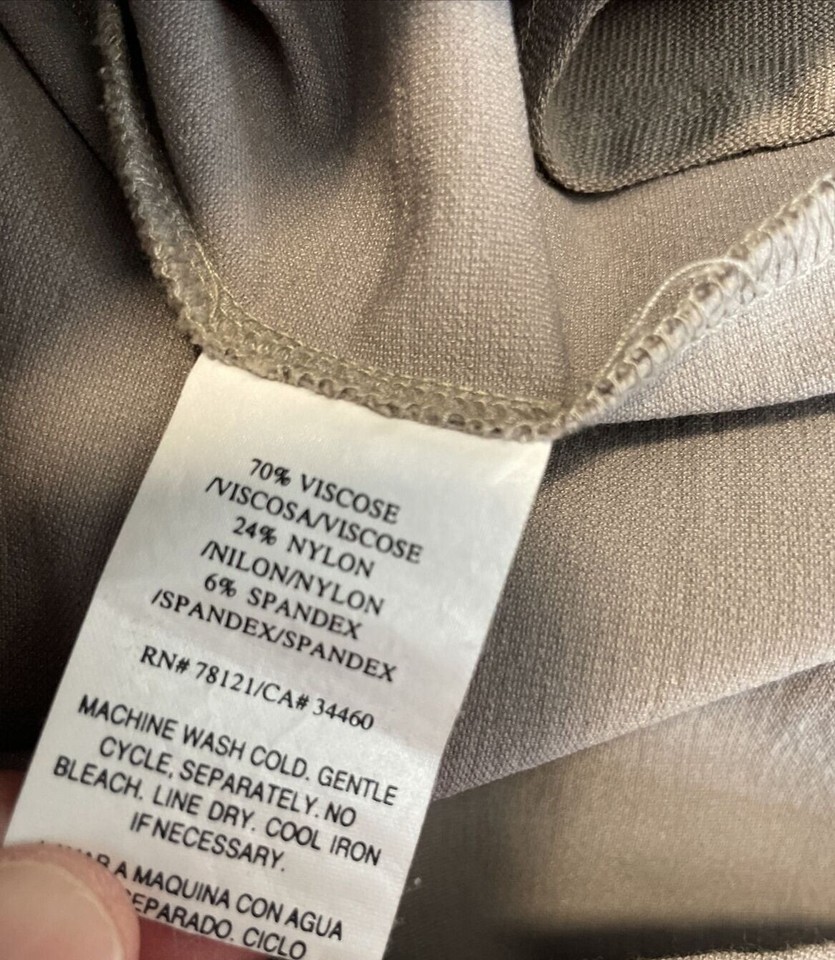 70% VISCOSE
/VISCOSA/VISCOSE
24% NYLON
/NILON/NYLON
6% SPANDEX
/SPANDEX/SPANDEX
RN# 78121/CA# 34460
MACHINE WASH COLD. GENTLE
CYCLE, SEPARATELY. NO
BLEACH. LINE DRY. COOL IRON
IF NECESSARY.
A MAQUINA CON AGUA
CICLO